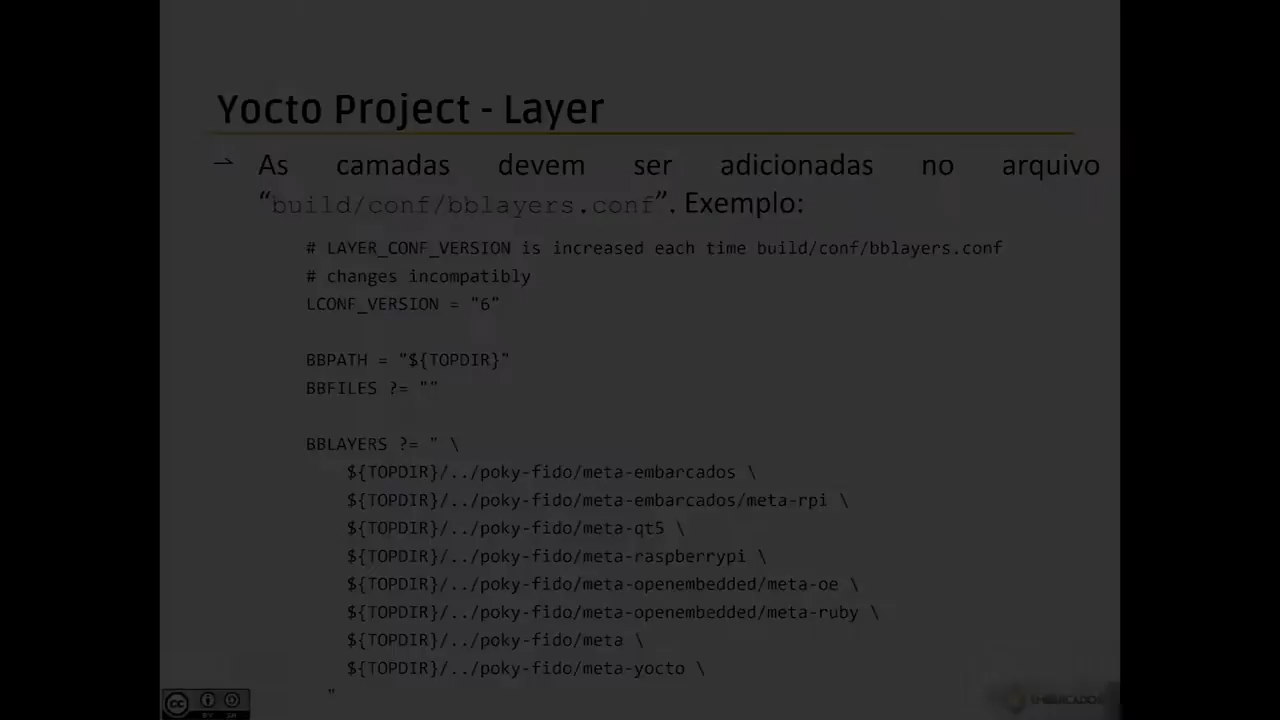 Yocto Project - Layer
⇀ As camadas devem ser adicionadas no arquivo
“build/conf/bblayers.conf”. Exemplo:
# LAYER_CONF_VERSION is increased each time build/conf/bblayers.conf
# changes incompatibly
LCONF_VERSION = "6"
BBPATH = "${TOPDIR}"
BBFILES ?= ""
BBLAYERS ?= " \
${TOPDIR}/../poky-fido/meta-embarcados \
${TOPDIR}/../poky-fido/meta-embarcados/meta-rpi \
${TOPDIR}/../poky-fido/meta-qt5 \
${TOPDIR}/../poky-fido/meta-raspberrypi \
${TOPDIR}/../poky-fido/meta-openembedded/meta-oe \
${TOPDIR}/../poky-fido/meta-openembedded/meta-ruby \
${TOPDIR}/../poky-fido/meta \
${TOPDIR}/../poky-fido/meta-yocto \
"
cc
BY SA
EMBARCADOS